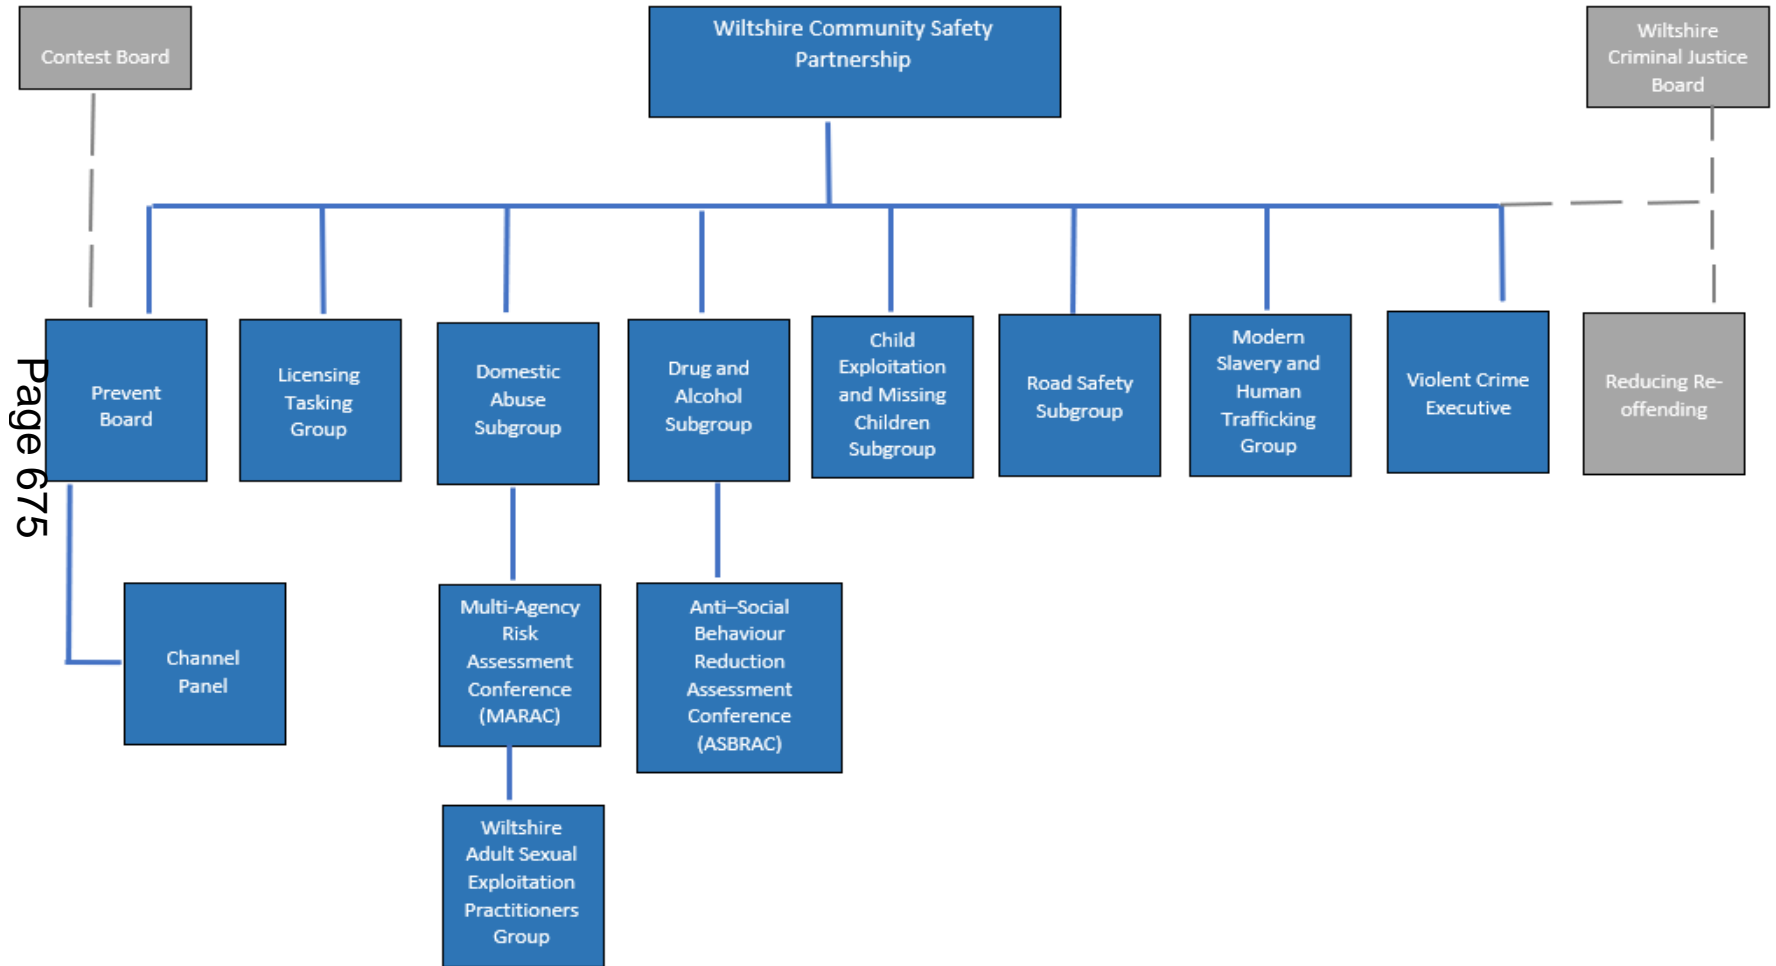 Contest Board
Wiltshire Community Safety
Partnership
Wiltshire
Criminal Justice
Board
Prevent
Board
Licensing
Tasking
Group
Domestic
Abuse
Subgroup
Drug and
Alcohol
Subgroup
Child
Exploitation
and Missing
Children
Subgroup
Road Safety
Subgroup
Modern
Slavery and
Human
Trafficking
Group
Violent Crime
Executive
Reducing Re-
offending
Page 675
Channel
Panel
Multi-Agency
Risk
Assessment
Conference
(MARAC)
Anti–Social
Behaviour
Reduction
Assessment
Conference
(ASBRAC)
Wiltshire
Adult Sexual
Exploitation
Practitioners
Group